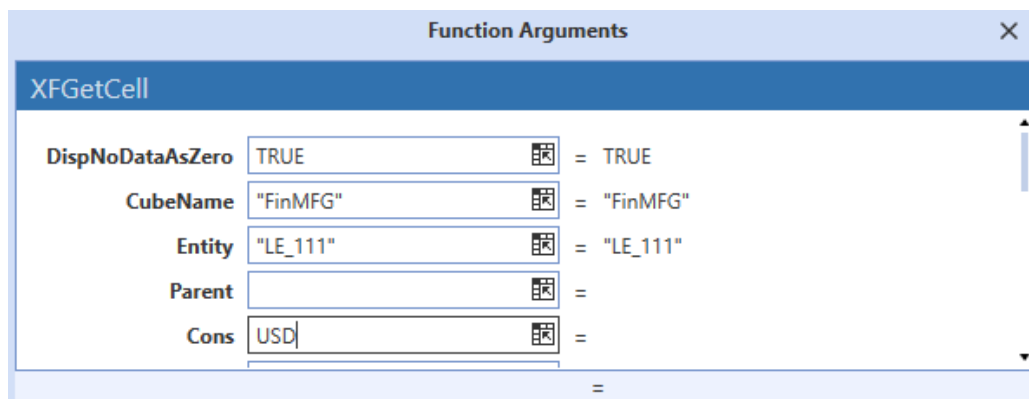 Function Arguments
XFGetCell
DispNoDataAsZero TRUE = TRUE
CubeName "FinMFG" = "FinMFG"
Entity "LE_111" = "LE_111"
Parent =
Cons USD =
=